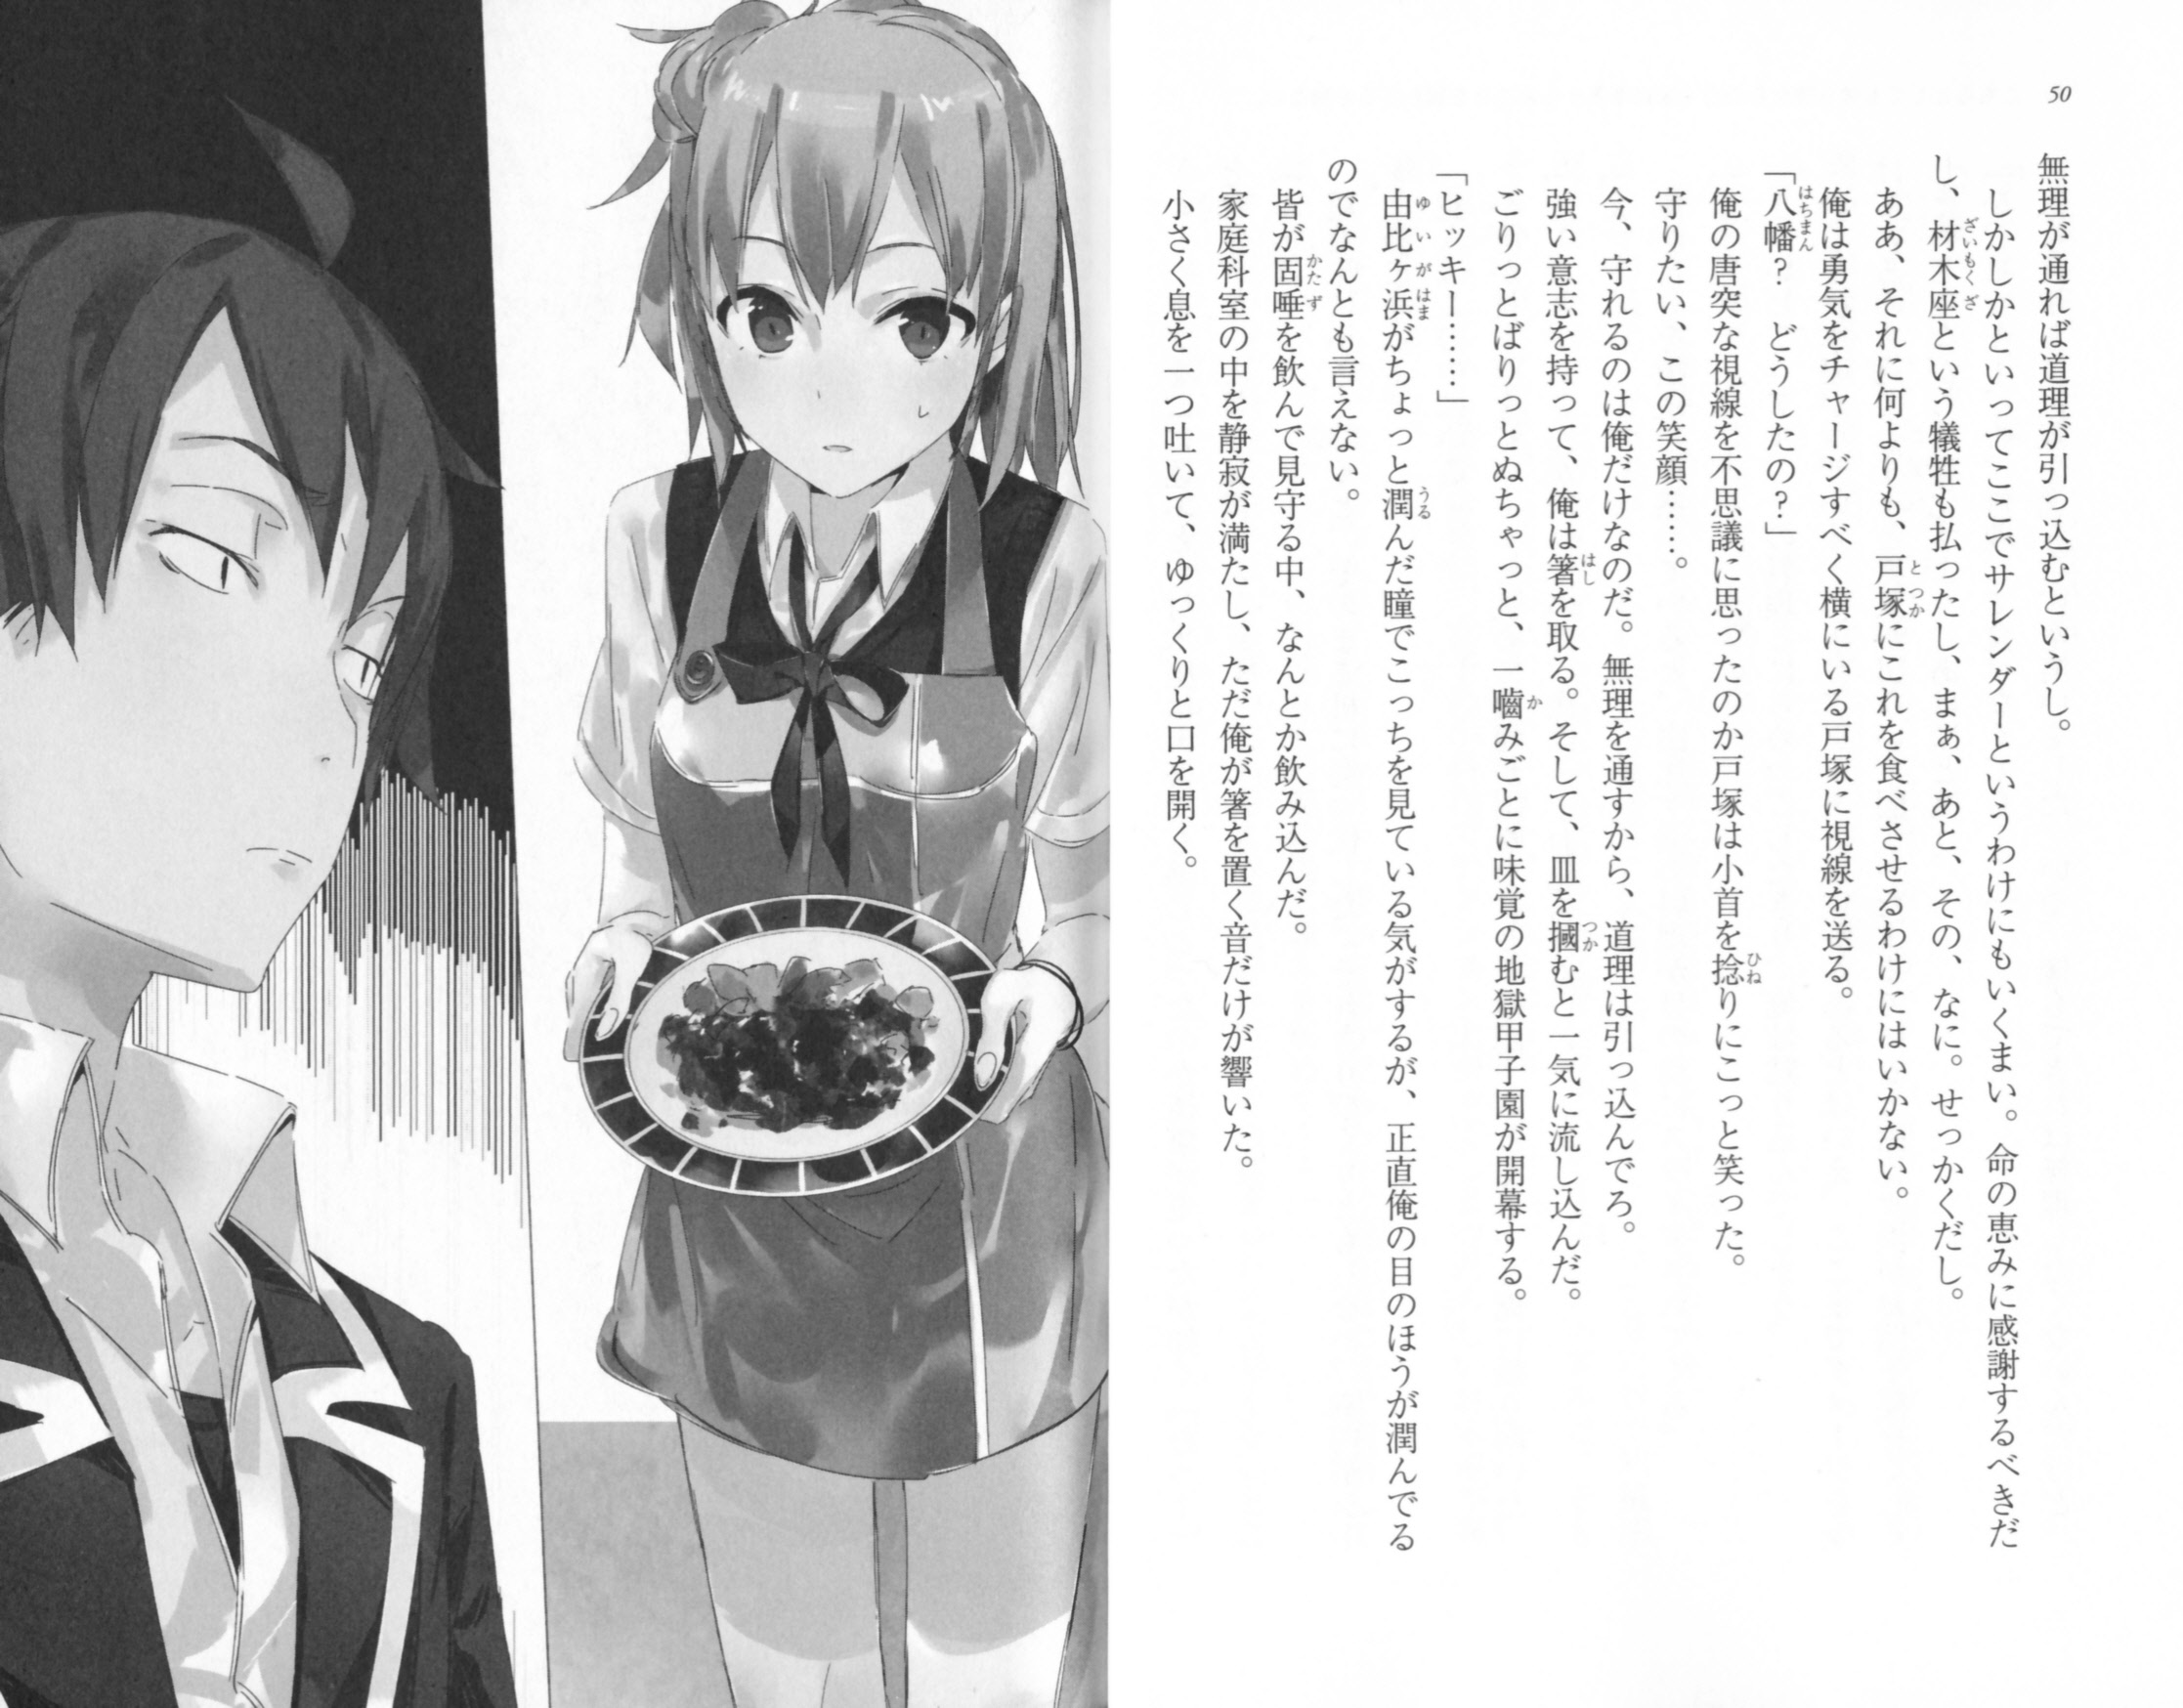 50
無理が通れば道理が引っ込むというし。
しかしかといってここでサレンダーというわけにもいくまい。命の恵みに感謝するべきだ
し、材木座という犠牲も払ったし、まぁ、あと、その、なに。せっかくだし。
ああ、それに何よりも、戸塚にこれを食べさせるわけにはいかない。
俺は勇気をチャージすべく横にいる戸塚に視線を送る。
「八幡？　どうしたの？」
俺の唐突な視線を不思議に思ったのか戸塚は小首を捻りにこっと笑った。
守りたい、この笑顔……。
今、守れるのは俺だけなのだ。無理を通すから、道理は引っ込んでろ。
強い意志を持って、俺は箸を取る。そして、皿を摑むと一気に流し込んだ。
ごりっとばりっとぬちゃっと、一嚙みごとに味覚の地獄甲子園が開幕する。
「ヒッキー……」
由比ヶ浜がちょっと潤んだ瞳でこっちを見ている気がするが、正直俺の目のほうが潤んでる
のでなんとも言えない。
皆が固唾を飲んで見守る中、なんとか飲み込んだ。
家庭科室の中を静寂が満たし、ただ俺が箸を置く音だけが響いた。
小さく息を一つ吐いて、ゆっくりと口を開く。